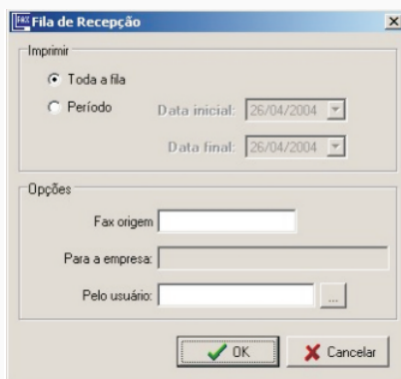 FAX Fila de Recepção
Imprimir
Toda a fila
Período
Data inicial: 26/04/2004
Data final: 26/04/2004
Opções
Fax origem
Para a empresa:
Pelo usuário: ...
OK Cancelar